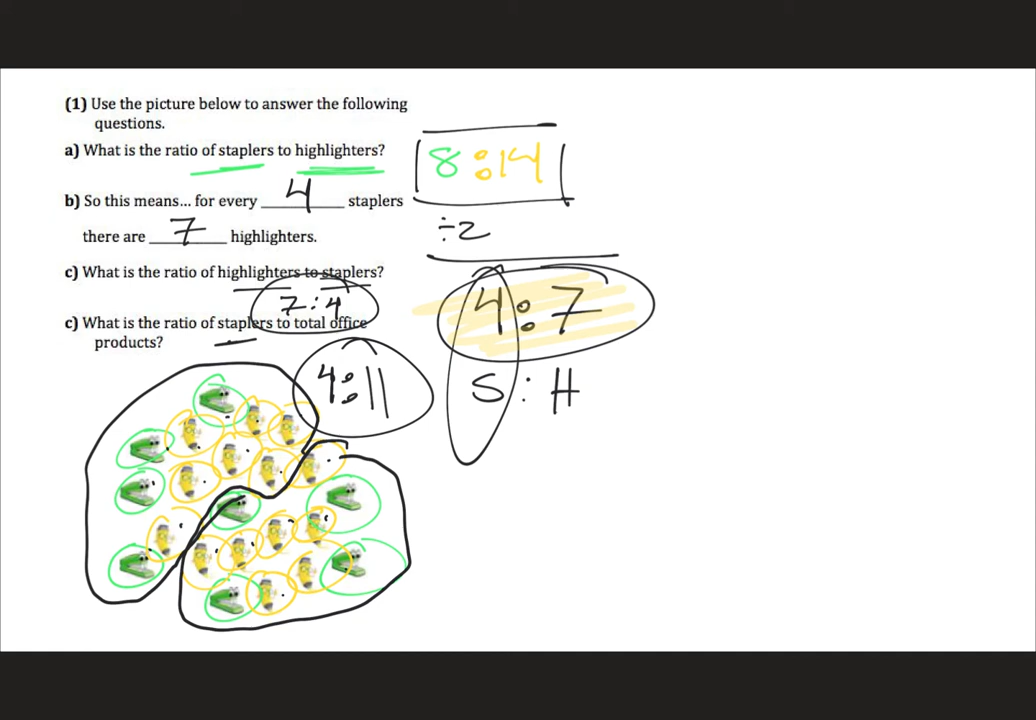 (1) Use the picture below to answer the following
questions.
a) What is the ratio of staplers to highlighters?
8:14
b) So this means... for every 4 staplers
÷2
there are 7 highlighters.
c) What is the ratio of highlighters to staplers?
7:4
4:7
c) What is the ratio of staplers to total office
products?
4:11
S:H